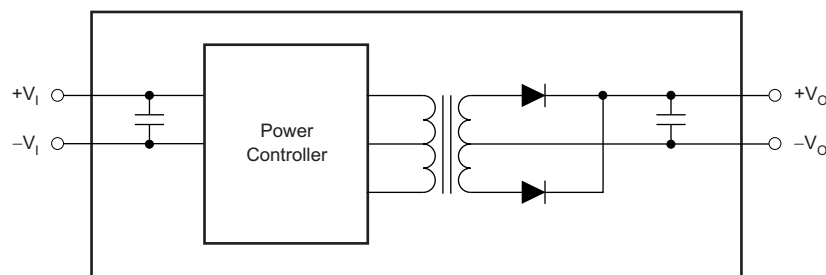 +V_I
–V_I
Power
Controller
+V_O
–V_O